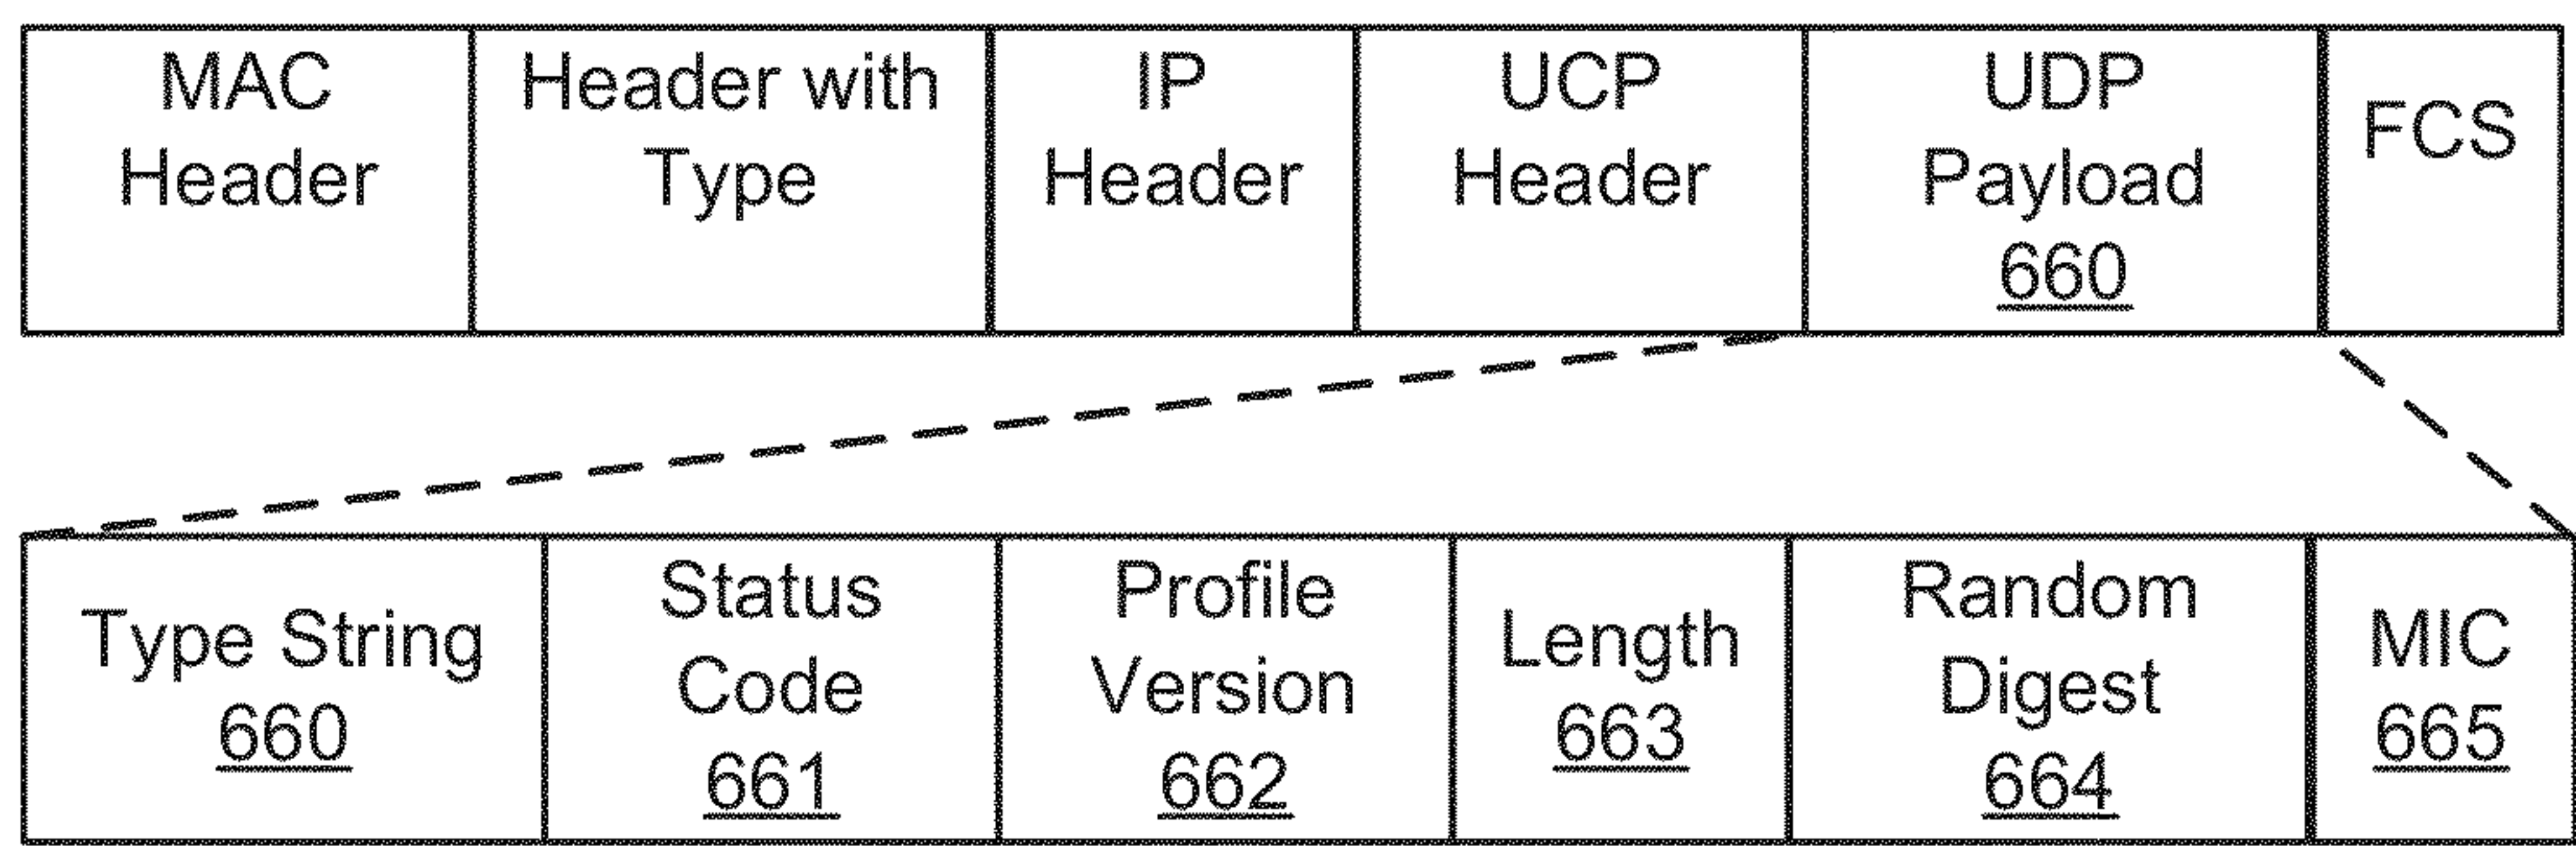 MAC
Header
Header with
Type
IP
Header
UCP
Header
UDP
Payload
660
FCS
Type String
660
Status
Code
661
Profile
Version
662
Length
663
Random
Digest
664
MIC
665